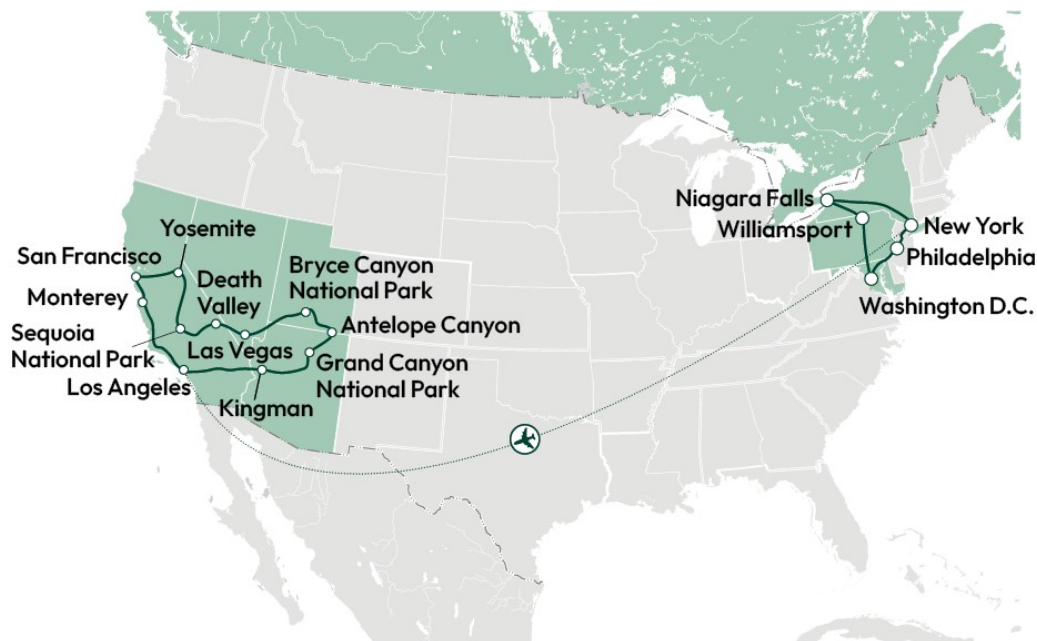 Yosemite
San Francisco
Death
Valley
Bryce Canyon
National Park
Monterey
Sequoia
National Park
Las Vegas
Antelope Canyon
Los Angeles
Grand Canyon
National Park
Kingman
Niagara Falls
Williamsport
New York
Philadelphia
Washington D.C.